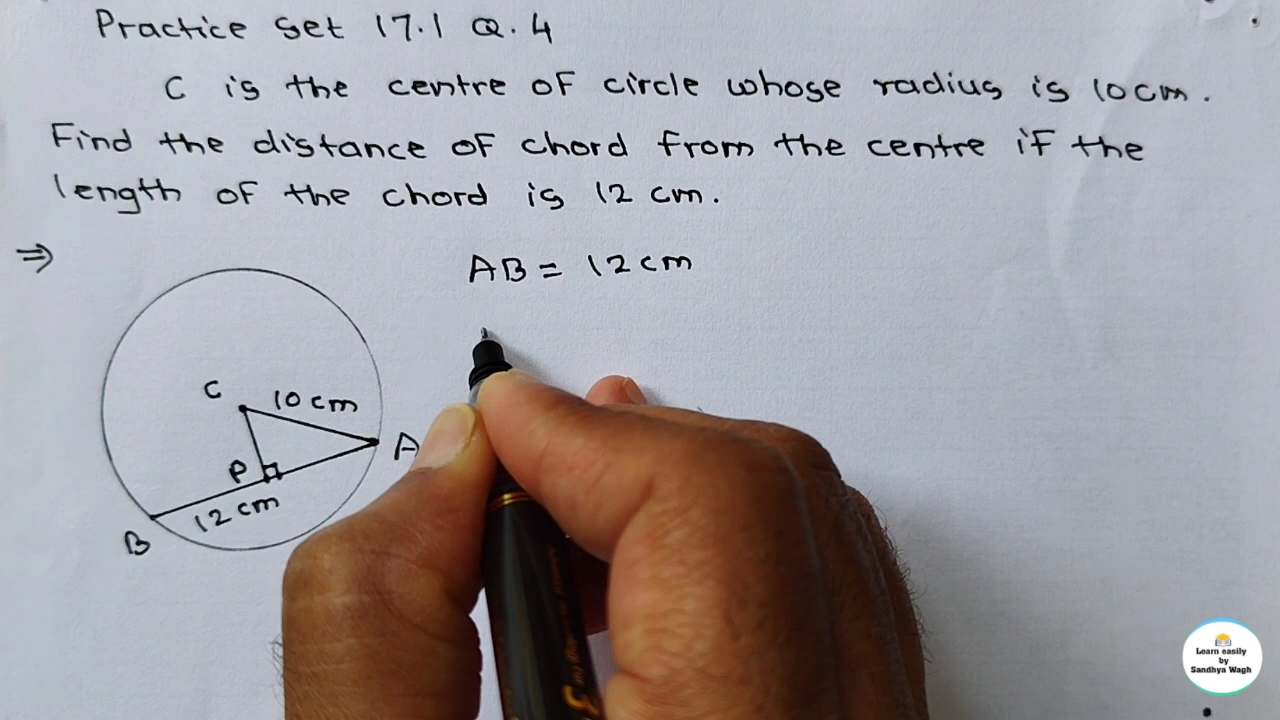 Practice set 17.1 Q.4
C is the centre of circle whose radius is 10cm.
Find the distance of chord from the centre if the
length of the chord is 12 cm.
⇒
AB = 12cm
C
10 cm
A
P
12 cm
B
Learn easily
by
Sandhya Wagh